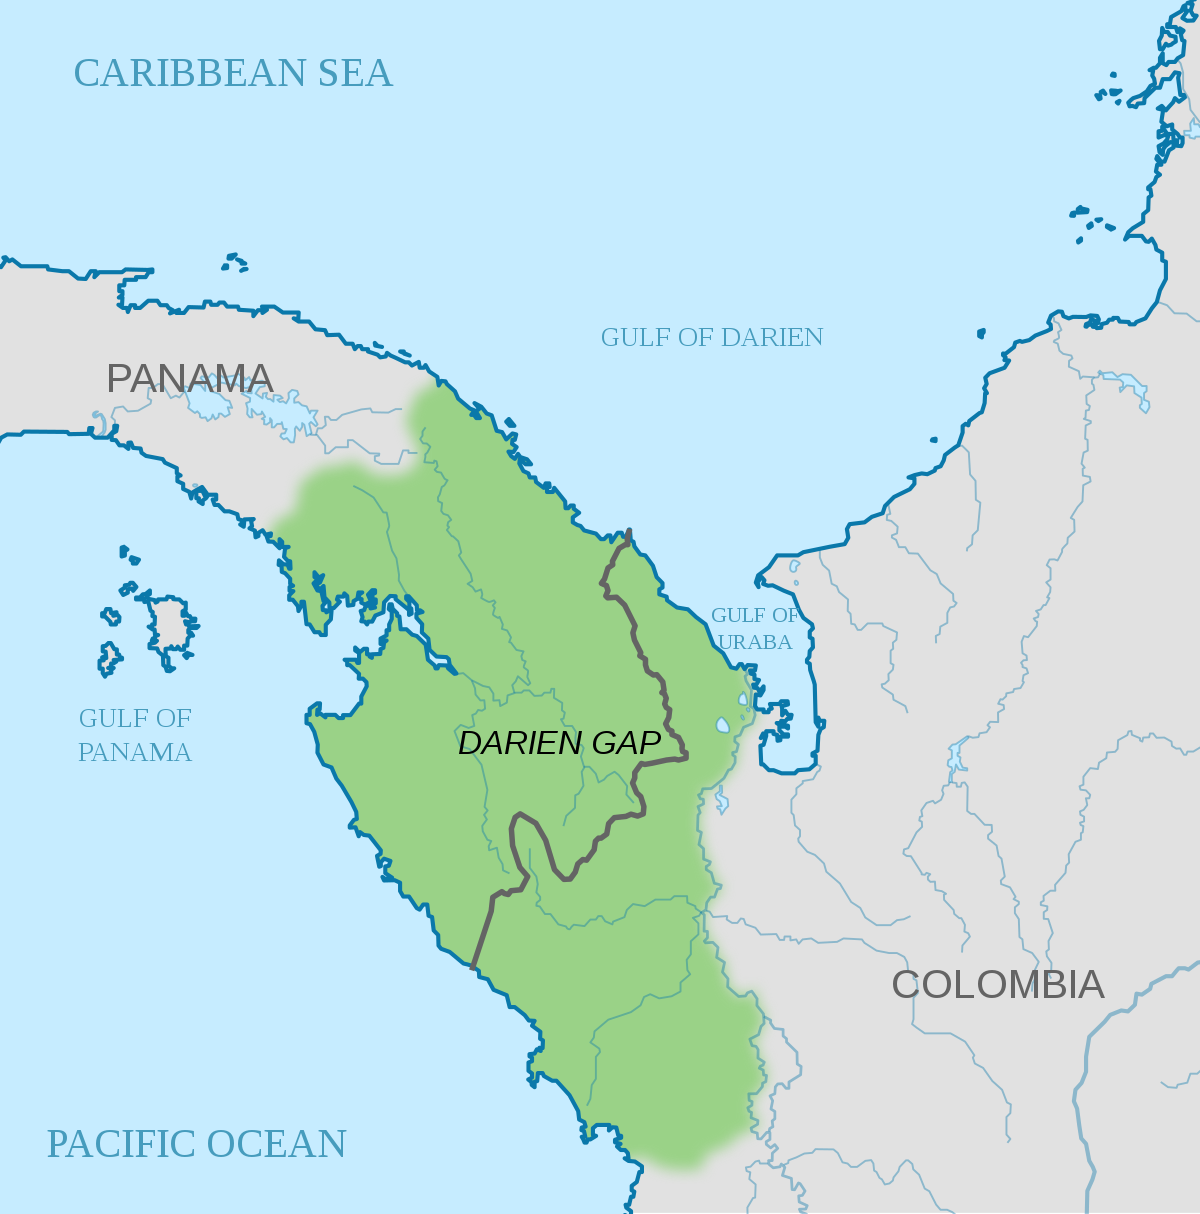 CARIBBEAN SEA
GULF OF DARIEN
PANAMA
GULF OF
URABA
GULF OF
PANAMA
DARIEN GAP
COLOMBIA
PACIFIC OCEAN